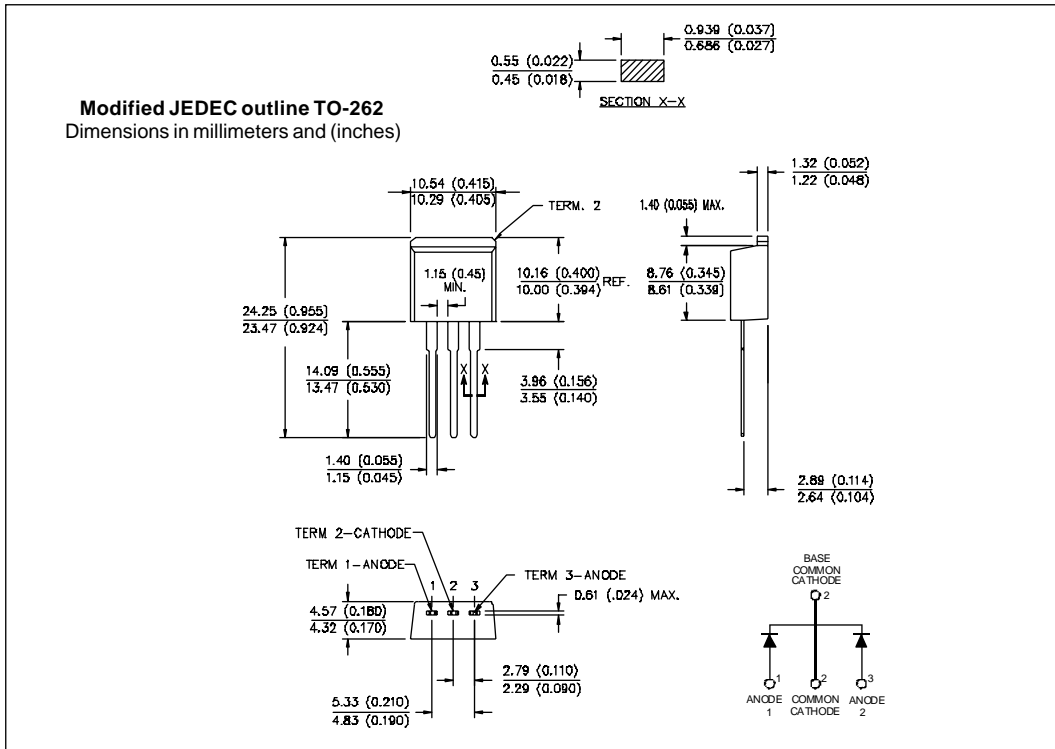 0.939 (0.037)
0.686 (0.027)
0.55 (0.022)
0.45 (0.018)
SECTION X-X
Modified JEDEC outline TO-262
Dimensions in millimeters and (inches)
1.32 (0.052)
1.22 (0.048)
10.54 (0.415)
10.29 (0.405)
TERM. 2
1.40 (0.055) MAX.
1.15 (0.45)
MIN.
10.16 (0.400)
10.00 (0.394)
REF.
8.76 (0.345)
8.61 (0.339)
24.25 (0.955)
23.47 (0.924)
14.09 (0.555)
13.47 (0.530)
X X
3.96 (0.156)
3.55 (0.140)
1.40 (0.055)
1.15 (0.045)
2.89 (0.114)
2.64 (0.104)
TERM 2-CATHODE
TERM 1-ANODE
TERM 3-ANODE
1 2 3
0.61 (.024) MAX.
4.57 (0.180)
4.32 (0.170)
2.79 (0.110)
2.29 (0.090)
5.33 (0.210)
4.83 (0.190)
BASE
COMMON
CATHODE
2
1 2 3
ANODE COMMON ANODE
1 CATHODE 2